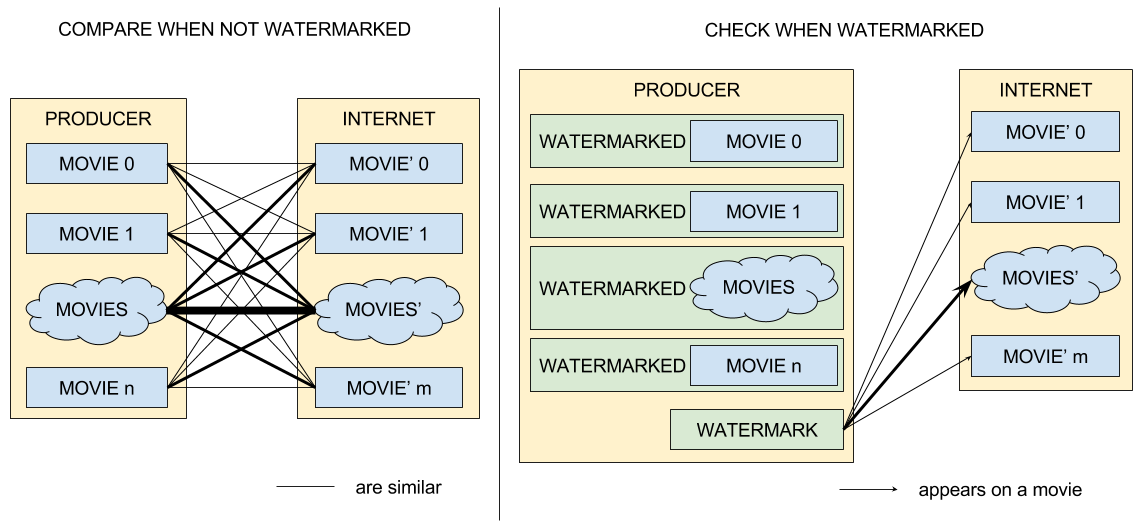 COMPARE WHEN NOT WATERMARKED
PRODUCER
MOVIE 0
MOVIE 1
MOVIES
MOVIE n
INTERNET
MOVIE’ 0
MOVIE’ 1
MOVIES’
MOVIE’ m
are similar
CHECK WHEN WATERMARKED
PRODUCER
WATERMARKED MOVIE 0
WATERMARKED MOVIE 1
WATERMARKED MOVIES
WATERMARKED MOVIE n
WATERMARK
INTERNET
MOVIE’ 0
MOVIE’ 1
MOVIES’
MOVIE’ m
appears on a movie